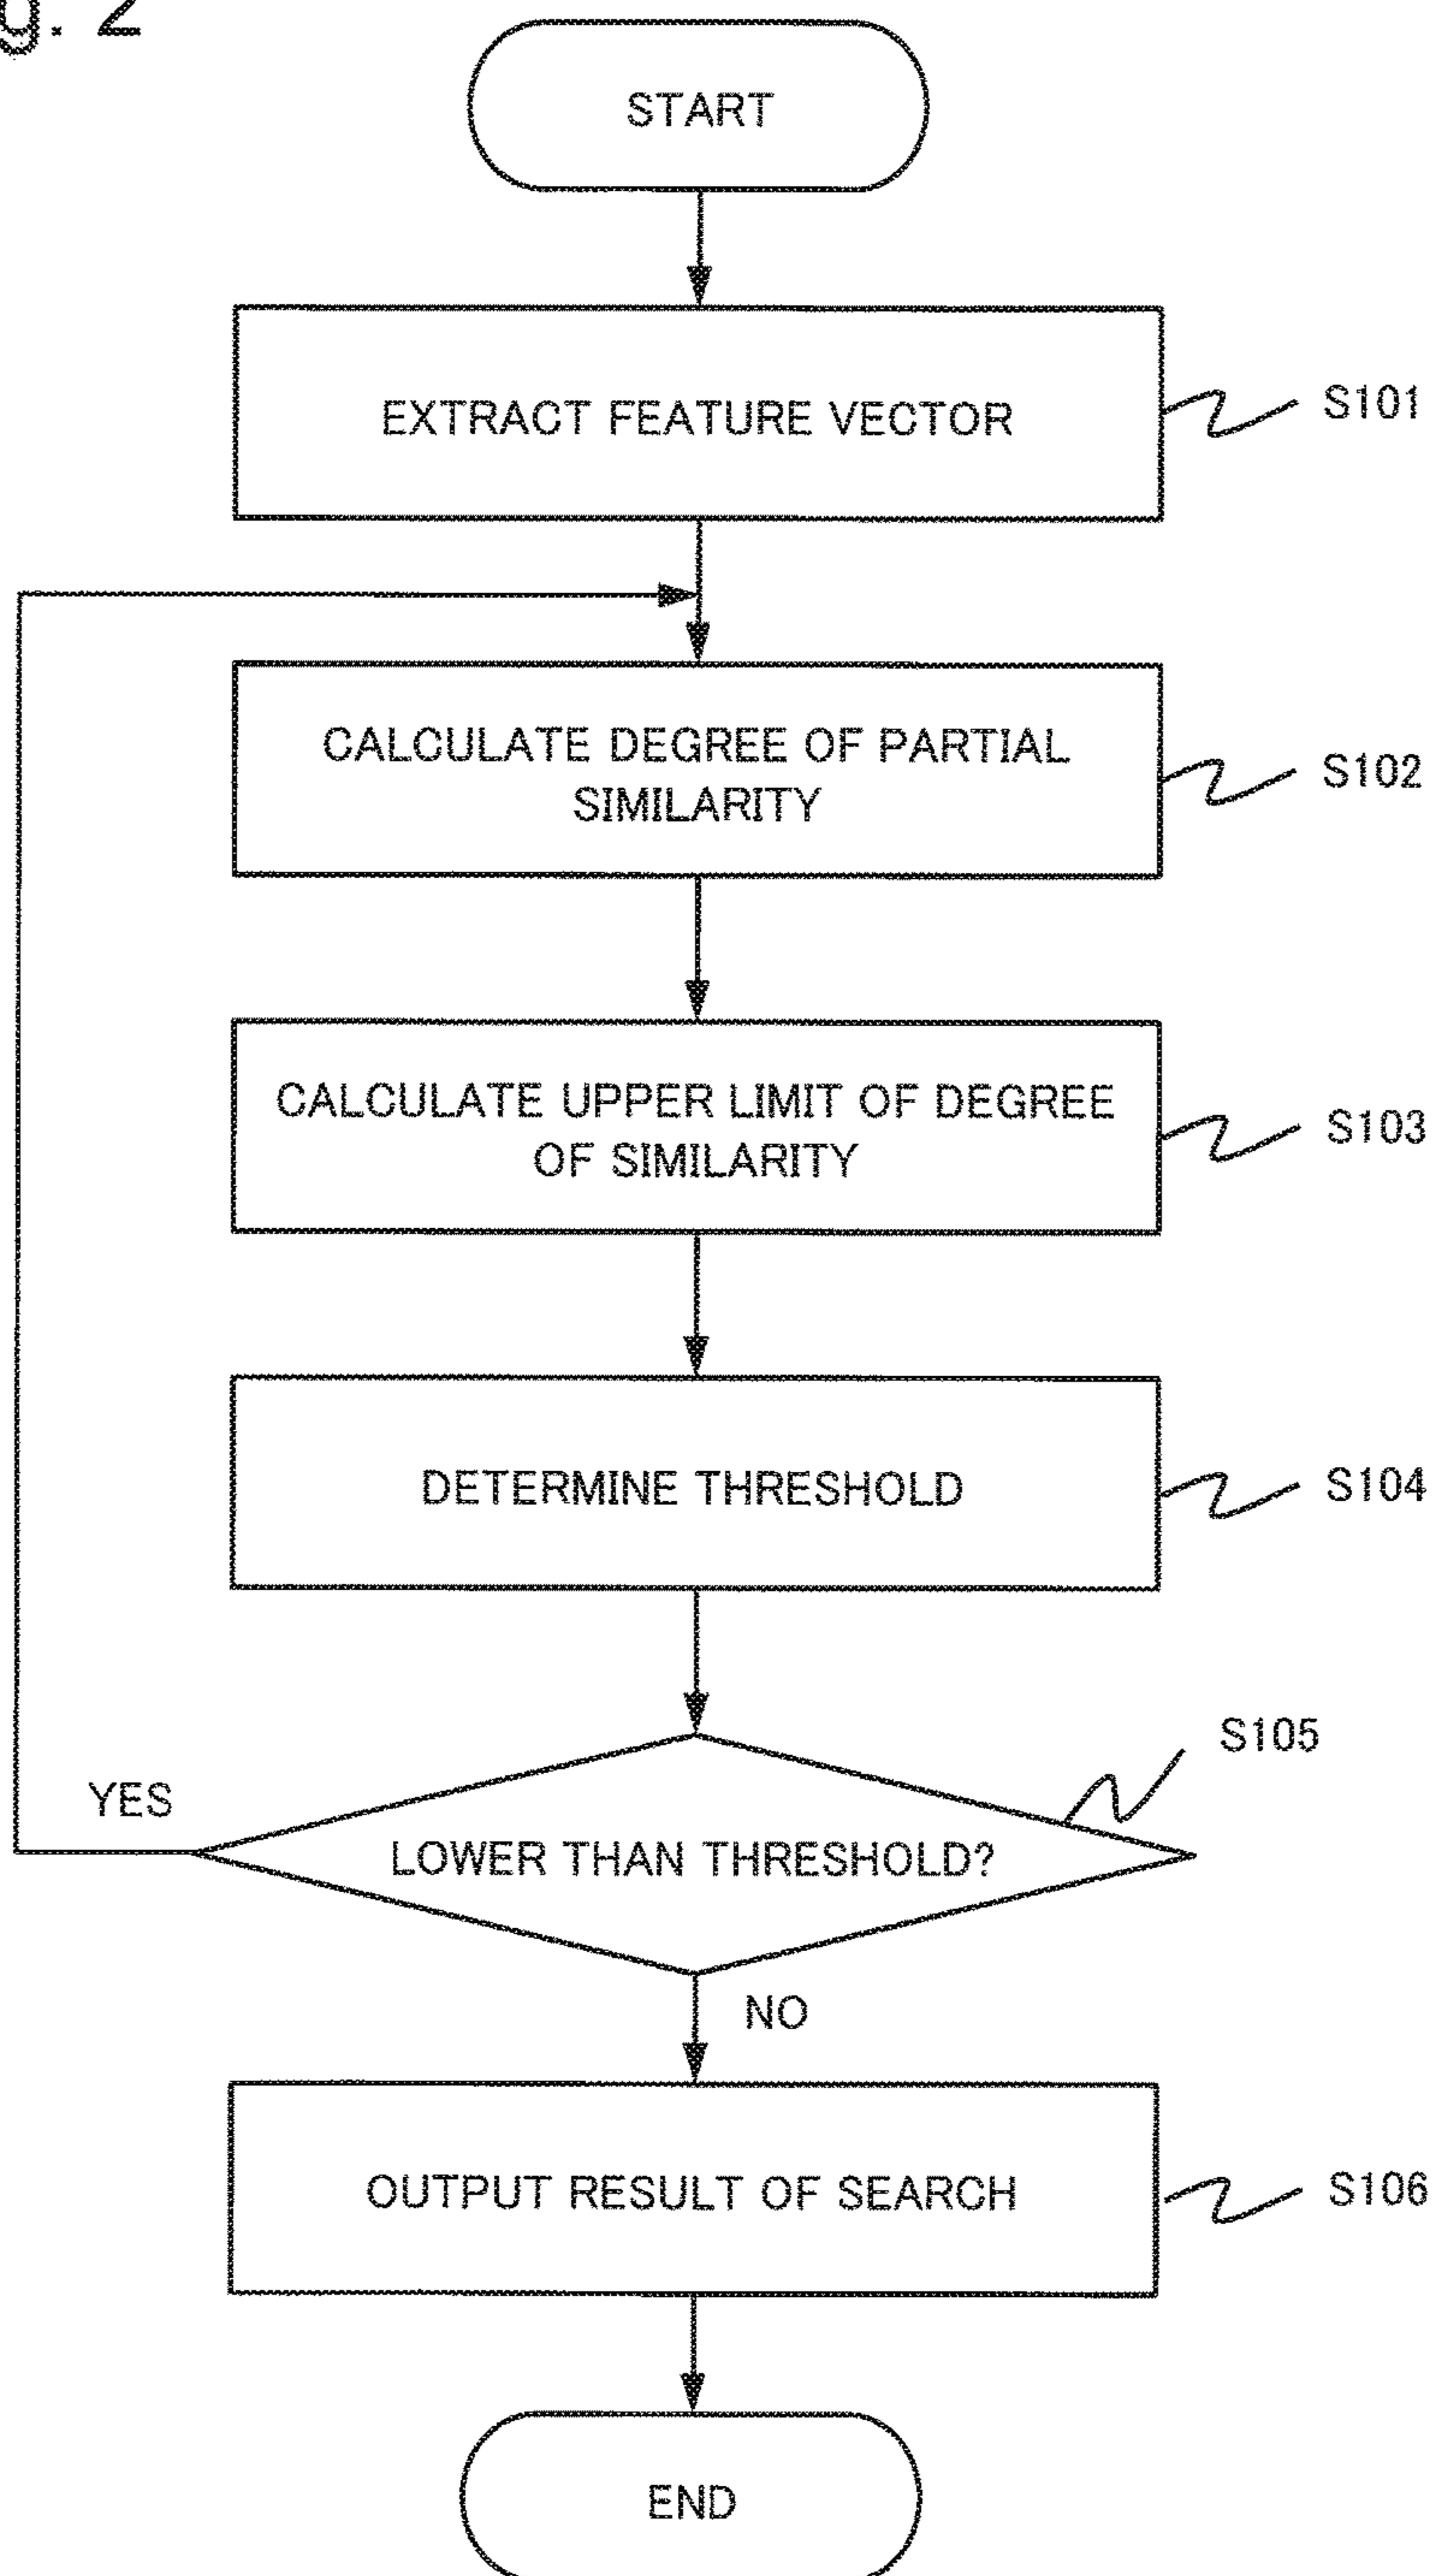 g. 2
START
EXTRACT FEATURE VECTOR
S101
CALCULATE DEGREE OF PARTIAL
SIMILARITY
S102
CALCULATE UPPER LIMIT OF DEGREE
OF SIMILARITY
S103
DETERMINE THRESHOLD
S104
S105
YES
LOWER THAN THRESHOLD?
NO
OUTPUT RESULT OF SEARCH
S106
END